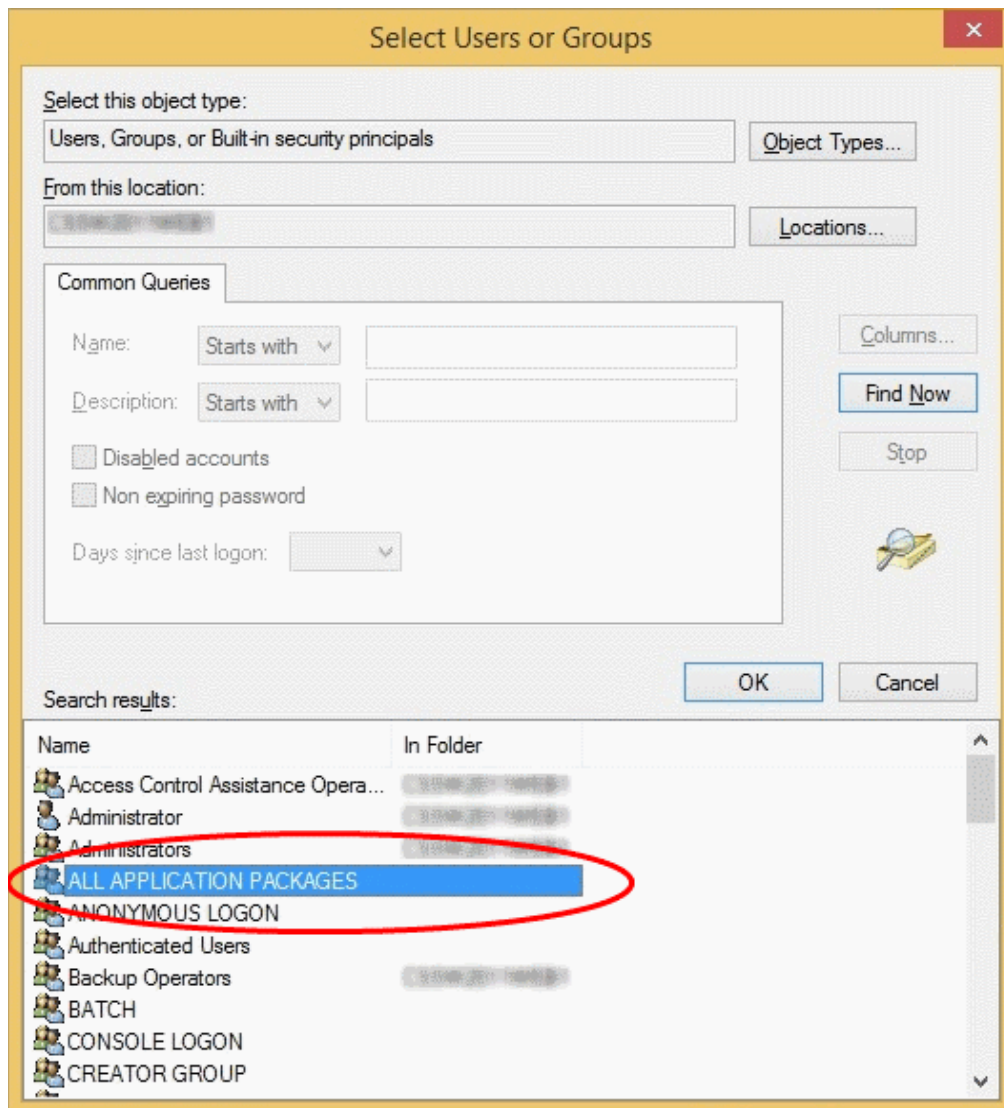 Select Users or Groups
Select this object type:
Users, Groups, or Built-in security principals
Object Types...
From this location:
Locations...
Common Queries
Name:
Starts with
Columns...
Description:
Starts with
Find Now
Disabled accounts
Stop
Non expiring password
Days since last logon:
OK
Cancel
Search results:
Name
In Folder
Access Control Assistance Opera...
Administrator
Administrators
ALL APPLICATION PACKAGES
ANONYMOUS LOGON
Authenticated Users
Backup Operators
BATCH
CONSOLE LOGON
CREATOR GROUP